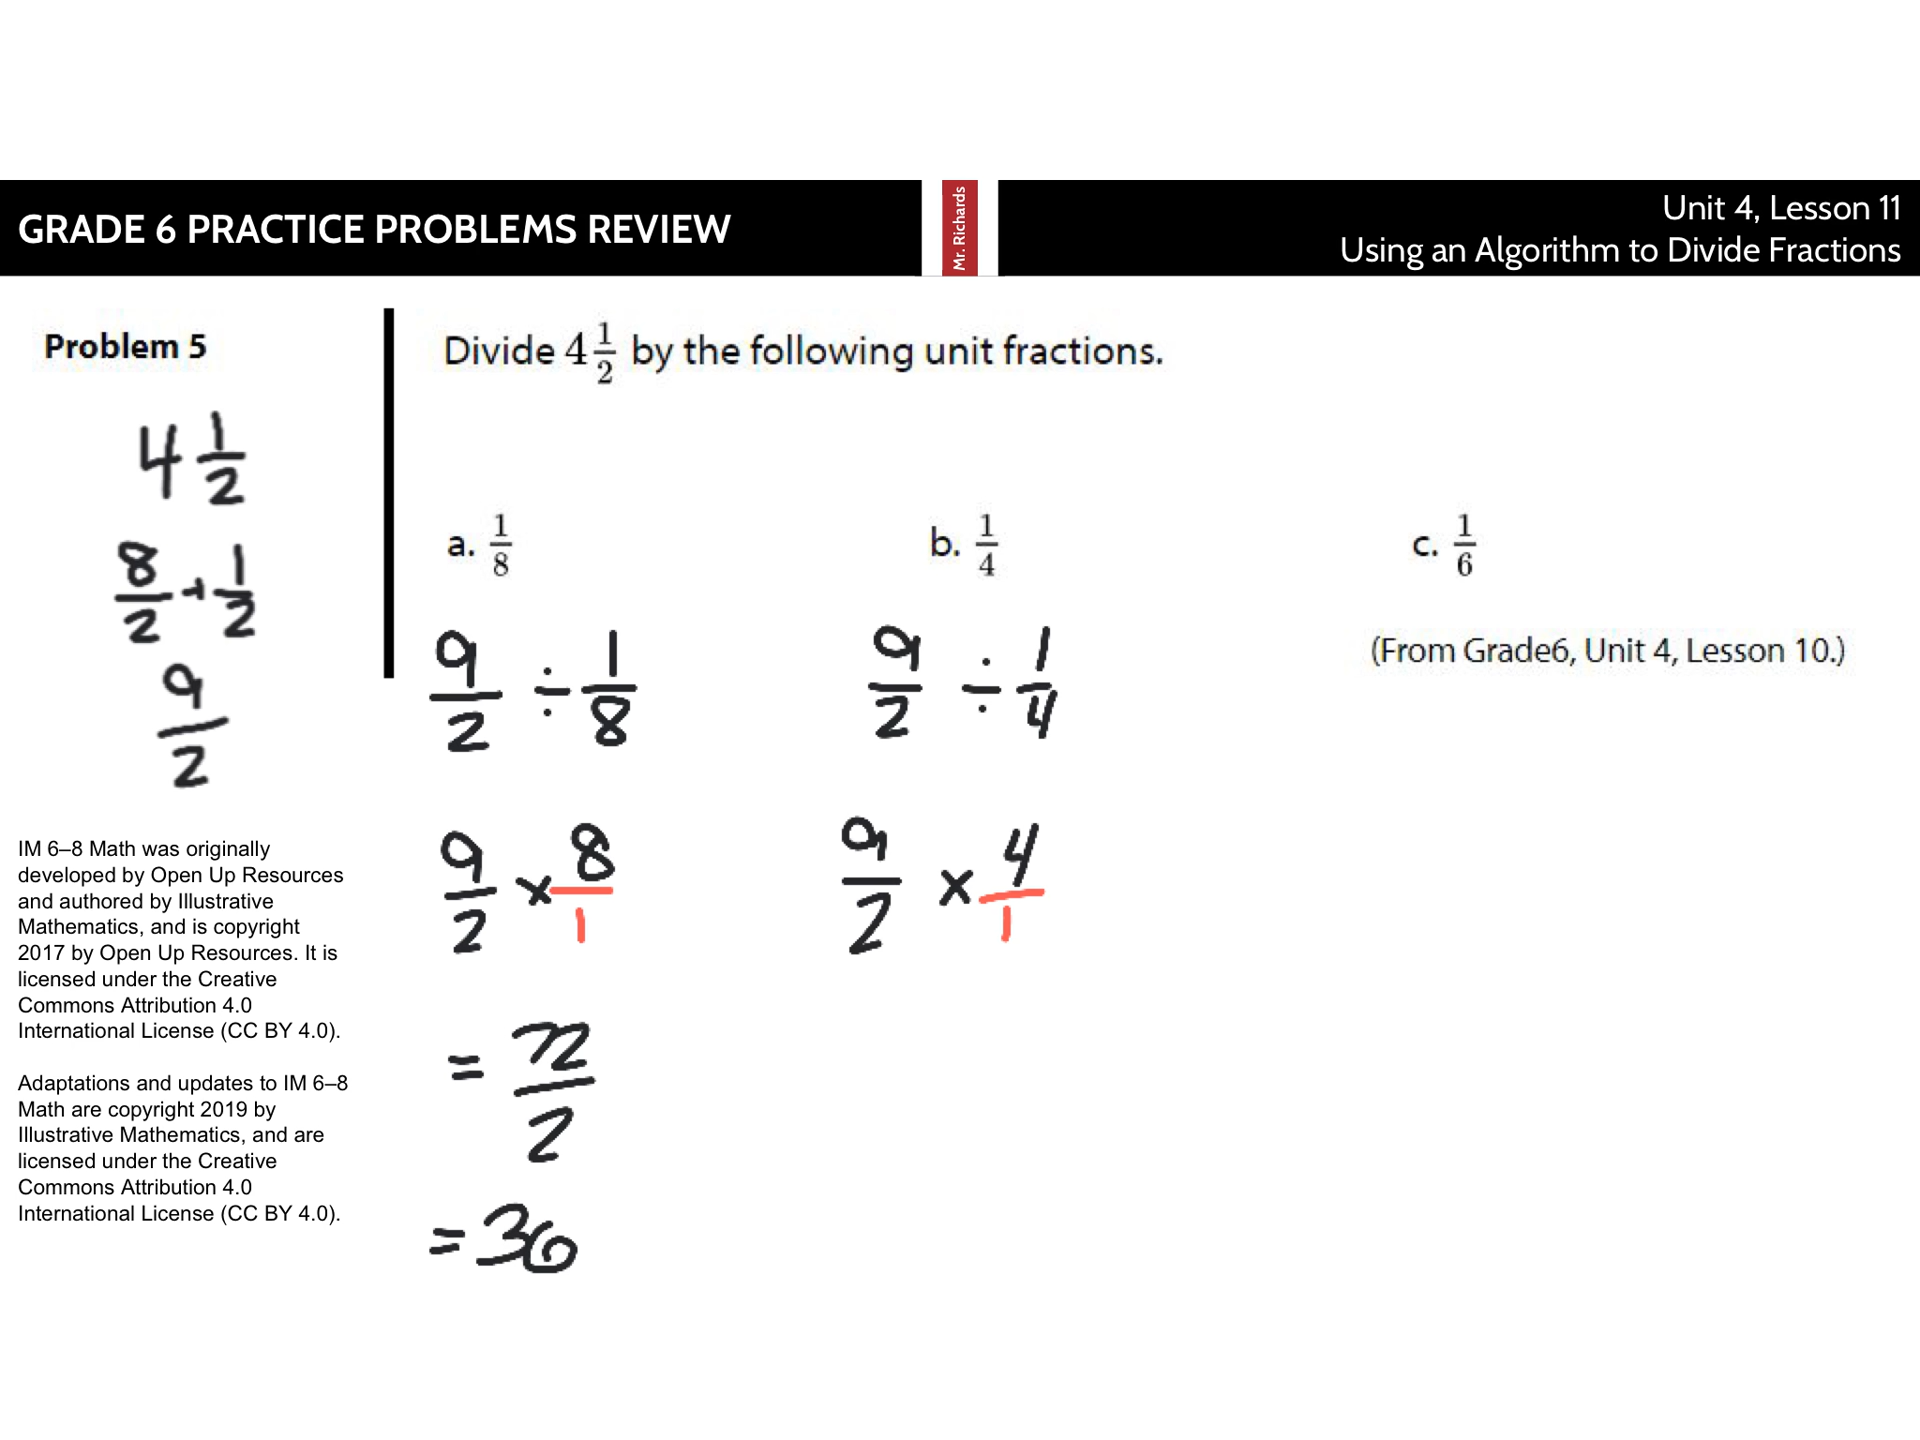 GRADE 6 PRACTICE PROBLEMS REVIEW
Mr. Richards
Unit 4, Lesson 11
Using an Algorithm to Divide Fractions
Problem 5
4 1/2
8/2 + 1/2
9/2
Divide 4 1/2 by the following unit fractions.
a. 1/8
9/2 ÷ 1/8
9/2 × 8/1
= 72/2
= 36
b. 1/4
9/2 ÷ 1/4
9/2 × 4/1
c. 1/6
(From Grade6, Unit 4, Lesson 10.)
IM 6–8 Math was originally
developed by Open Up Resources
and authored by Illustrative
Mathematics, and is copyright
2017 by Open Up Resources. It is
licensed under the Creative
Commons Attribution 4.0
International License (CC BY 4.0).
Adaptations and updates to IM 6–8
Math are copyright 2019 by
Illustrative Mathematics, and are
licensed under the Creative
Commons Attribution 4.0
International License (CC BY 4.0).